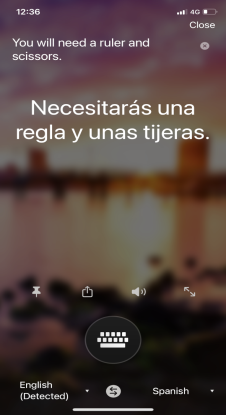 12:36
4G
Close
You will need a ruler and
scissors.
Necesitarás una
regla y unas tijeras.
English
(Detected)
Spanish